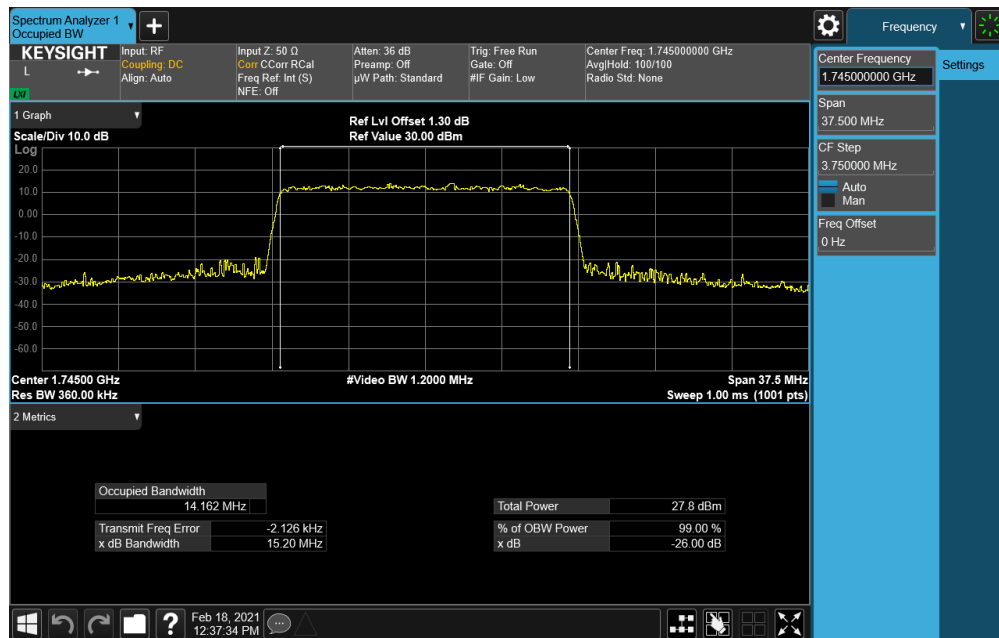 Spectrum Analyzer 1
Occupied BW
Frequency
KEYSIGHT
L
LXI
Input: RF
Coupling: DC
Align: Auto
Input Z: 50 Ω
Corr CCorr RCal
Freq Ref: Int (S)
NFE: Off
Atten: 36 dB
Preamp: Off
µW Path: Standard
Trig: Free Run
Gate: Off
#IF Gain: Low
Center Freq: 1.745000000 GHz
Avg|Hold: 100/100
Radio Std: None
Center Frequency
1.745000000 GHz
Settings
Span
37.500 MHz
CF Step
3.750000 MHz
Auto
Man
Freq Offset
0 Hz
1 Graph
Scale/Div 10.0 dB
Ref Lvl Offset 1.30 dB
Ref Value 30.00 dBm
Log
20.0
10.0
0.00
-10.0
-20.0
-30.0
-40.0
-50.0
-60.0
Center 1.74500 GHz
#Video BW 1.2000 MHz
Span 37.5 MHz
Res BW 360.00 kHz
Sweep 1.00 ms (1001 pts)
2 Metrics
Occupied Bandwidth
14.162 MHz
Transmit Freq Error -2.126 kHz
x dB Bandwidth 15.20 MHz
Total Power 27.8 dBm
% of OBW Power 99.00 %
x dB -26.00 dB
?
Feb 18, 2021
12:37:34 PM